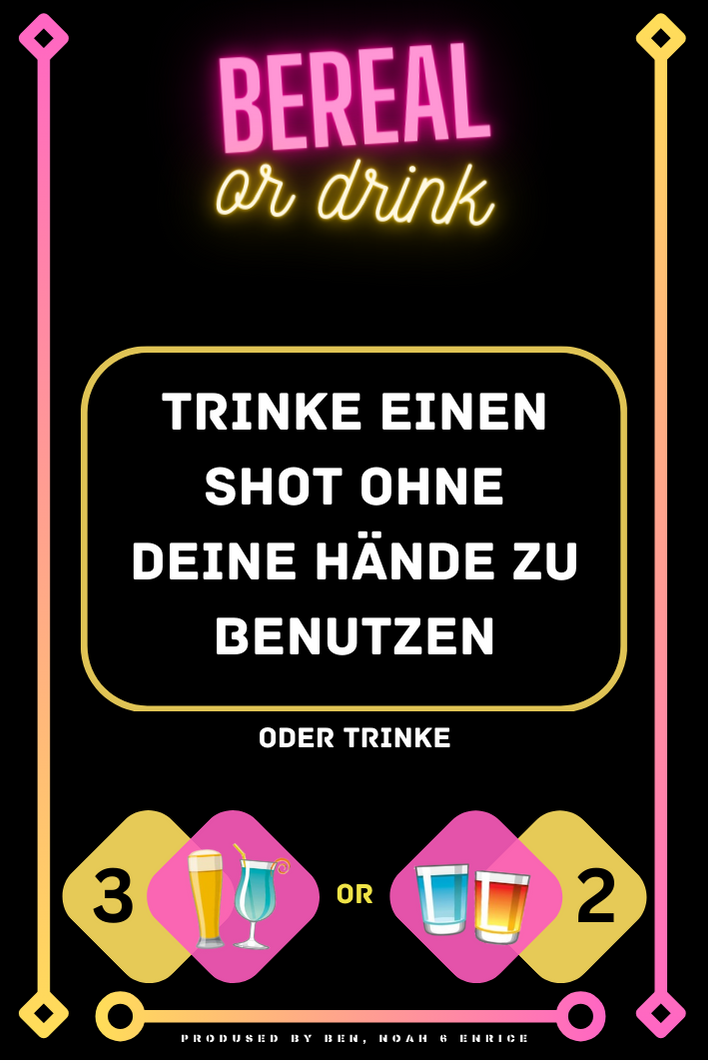 BEREAL
or drink
TRINKE EINEN
SHOT OHNE
DEINE HÄNDE ZU
BENUTZEN
ODER TRINKE
3 OR 2
PRODUSED BY BEN, NOAH & ENRICE